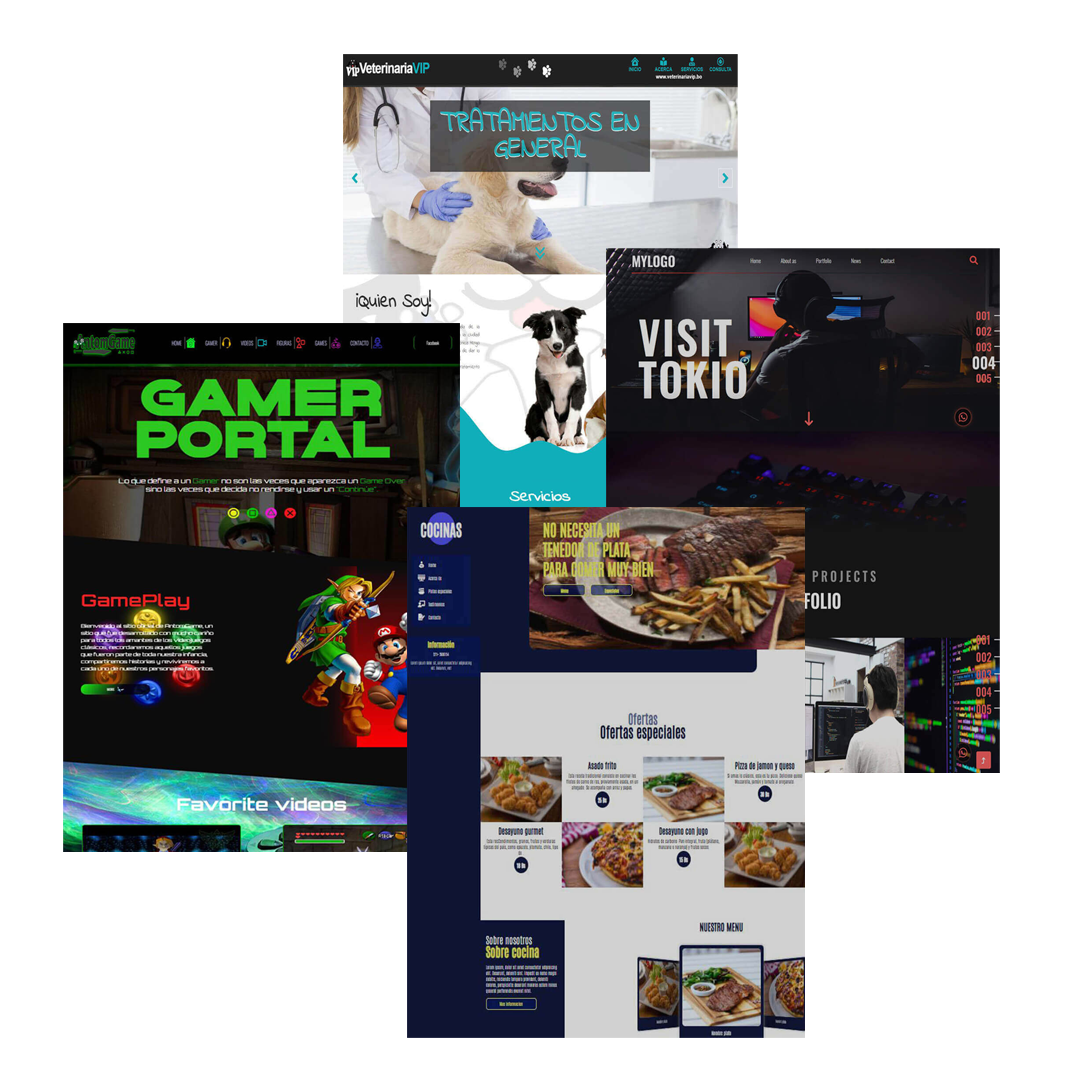 VIP VeterinariaVIP
INICIO
ACERCA
SERVICIOS
CONSULTA
www.veterinariavip.bo
TRATAMIENTOS EN
GENERAL
¡Quien Soy!
Servicios
MYLOGO
Home
About us
Portfolio
News
Contact
VISIT
TOKIO
001
002
003
004
005
PROJECTS
FOLIO
001
002
003
004
005
AntomGame
HOME
GAMER
VIDEOS
FIGURAS
GAMES
CONTACTO
Facebook
GAMER
PORTAL
Lo que define a un Gamer no son las veces que aparezca un Game Over
sino las veces que decida no rendirse y usar un "Continúe".
GamePlay
Bienvenido al sitio portal de AntomGame, un
sitio que fue desarrollado con mucho cariño
para todos los amantes de los videojuegos
clásicos, recordaremos aquellos juegos
que fueron parte de toda nuestra infancia,
compartiremos historias y reviviremos a
cada uno de nuestros personajes favoritos.
MORE
Favorite videos
COCINAS
Home
Acerca de
Platos especiales
Testimonios
Contacto
Información
NO NECESITA UN
TENEDOR DE PLATA
PARA COMER MUY BIEN
Menu
Especiales
Ofertas
Ofertas especiales
Asado frito
Pizza de jamon y queso
Desayuno gurmet
Desayuno con jugo
Sobre nosotros
Sobre cocina
Mas informacion
NUESTRO MENU
Nombre plato